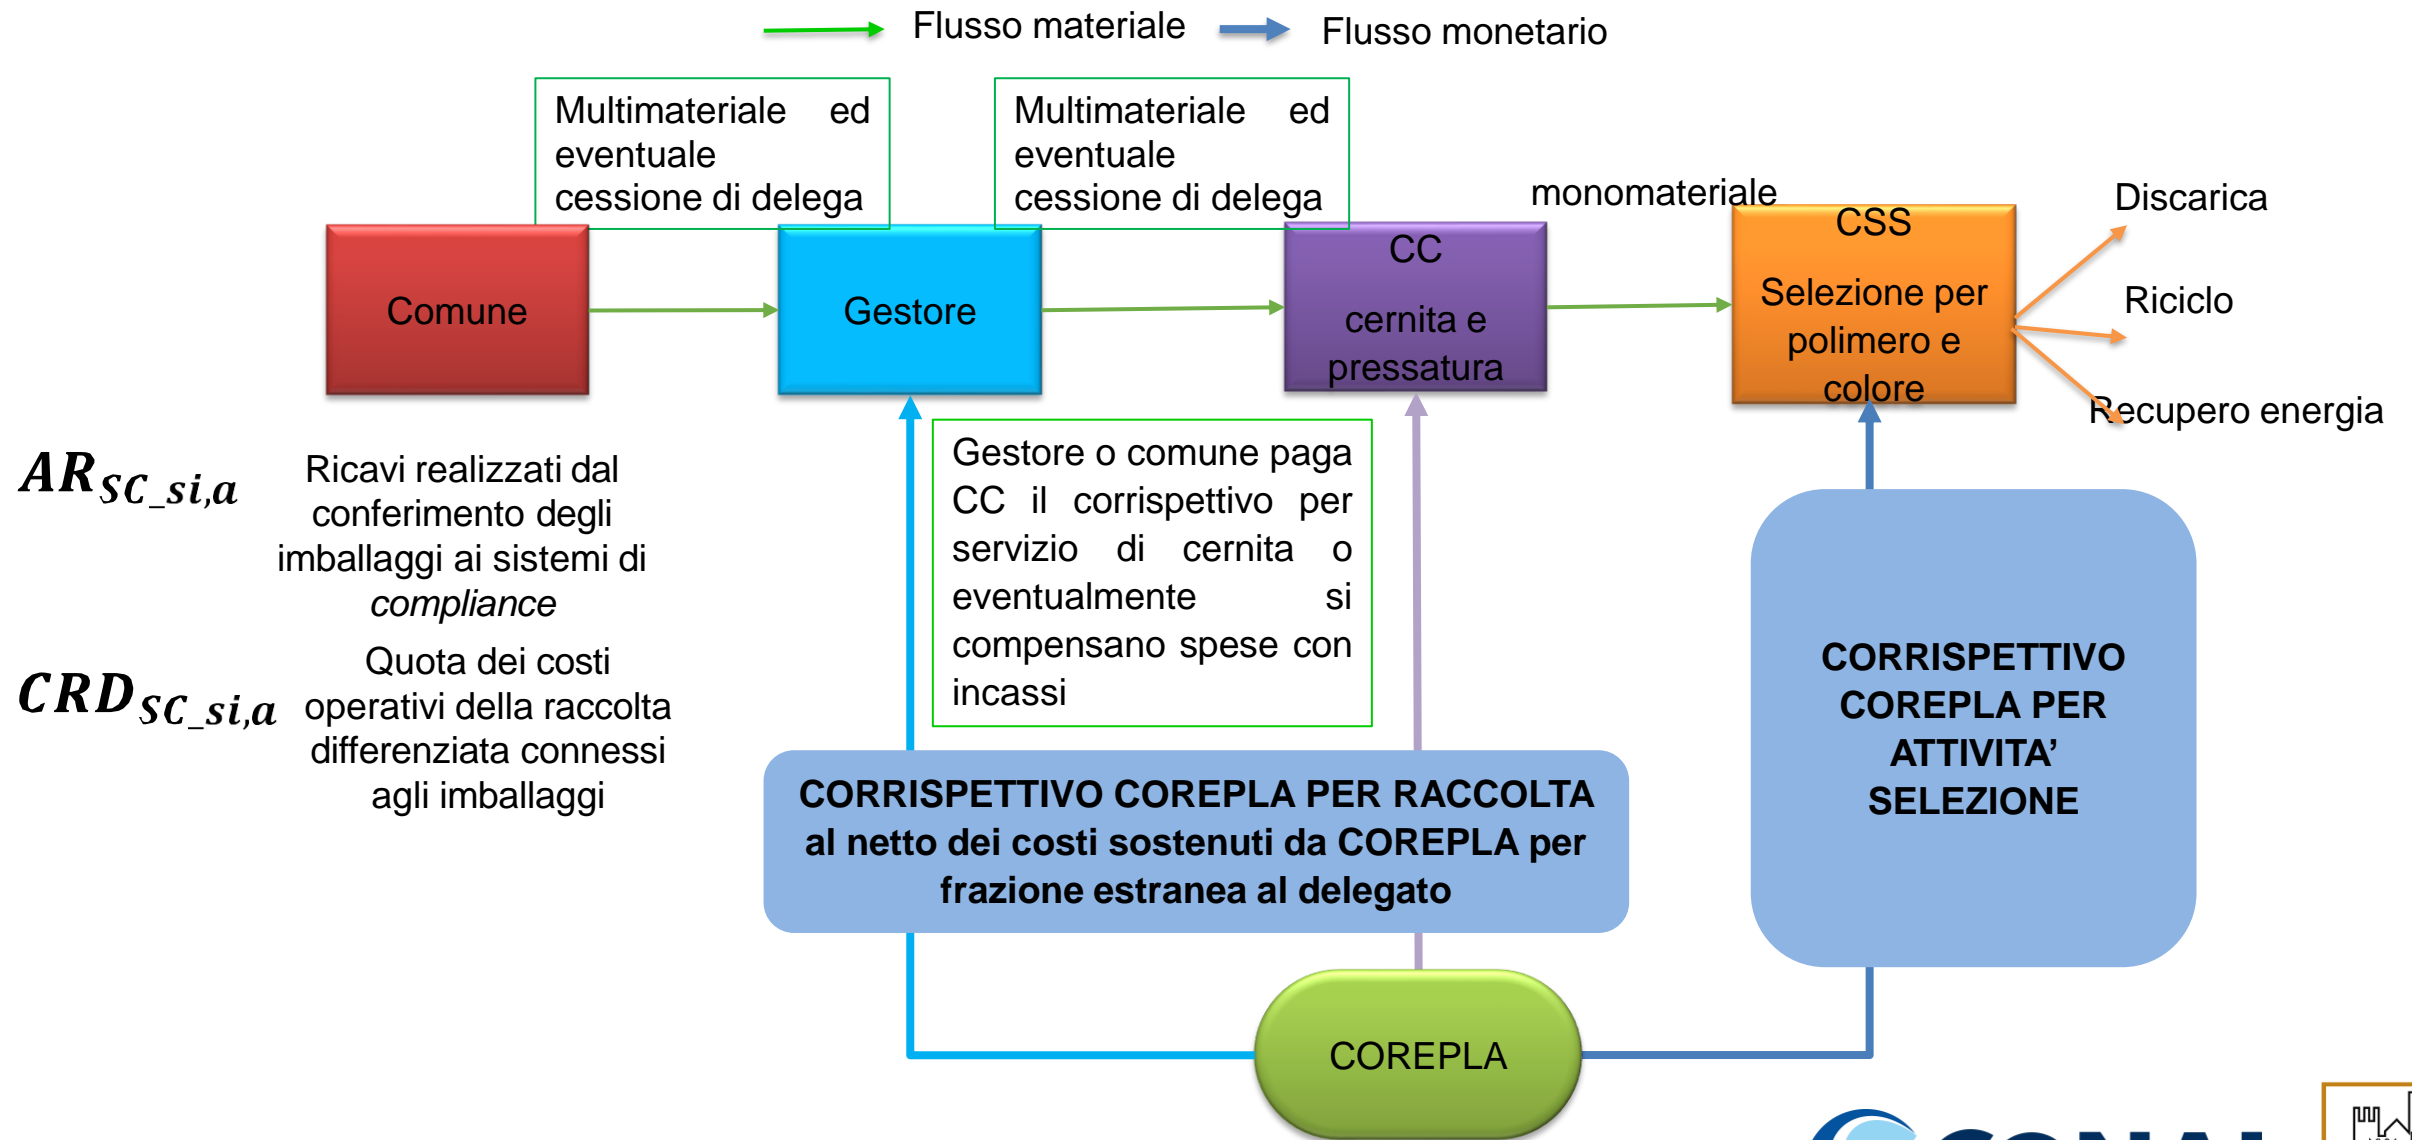 Flusso materiale
Flusso monetario
Multimateriale ed
eventuale
cessione di delega
Multimateriale ed
eventuale
cessione di delega
monomateriale
Comune
Gestore
CC
cernita e
pressatura
CSS
Selezione per
polimero e
colore
Discarica
Riciclo
Recupero energia
AR_{SC_si,a}
Ricavi realizzati dal
conferimento degli
imballaggi ai sistemi di
compliance
CRD_{SC_si,a}
Quota dei costi
operativi della raccolta
differenziata connessi
agli imballaggi
Gestore o comune paga
CC il corrispettivo per
servizio di cernita o
eventualmente si
compensano spese con
incassi
CORRISPETTIVO COREPLA PER RACCOLTA
al netto dei costi sostenuti da COREPLA per
frazione estranea al delegato
CORRISPETTIVO
COREPLA PER
ATTIVITA’
SELEZIONE
COREPLA